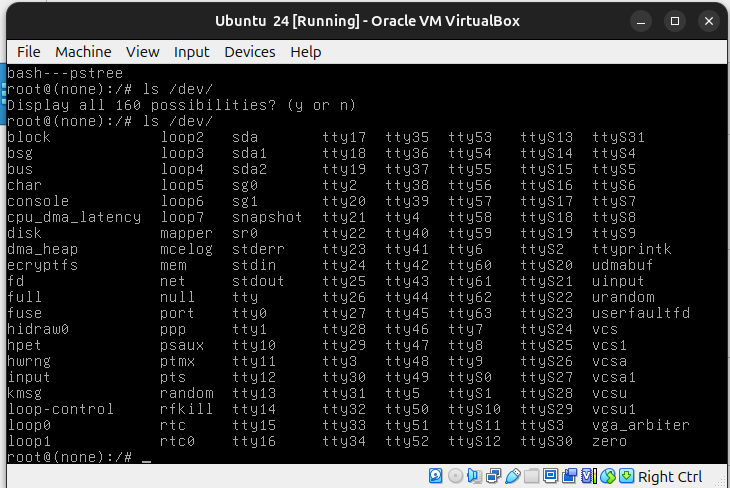 Ubuntu 24 [Running] - Oracle VM VirtualBox
File Machine View Input Devices Help
bash---pstree
root@(none):/# ls /dev/
Display all 160 possibilities? (y or n)
root@(none):/# ls /dev/
block loop2 sda tty17 tty35 tty53 ttyS13 ttyS31
bsg loop3 sda1 tty18 tty36 tty54 ttyS14 ttyS4
bus loop4 sda2 tty19 tty37 tty55 ttyS15 ttyS5
char loop5 sg0 tty2 tty38 tty56 ttyS16 ttyS6
console loop6 sg1 tty20 tty39 tty57 ttyS17 ttyS7
cpu_dma_latency loop7 snapshot tty21 tty4 tty58 ttyS18 ttyS8
disk mapper sr0 tty22 tty40 tty59 ttyS19 ttyS9
dma_heap mcelog stderr tty23 tty41 tty6 ttyS2 ttyprintk
ecryptfs mem stdin tty24 tty42 tty60 ttyS20 udmabuf
fd net stdout tty25 tty43 tty61 ttyS21 uinput
full null tty tty26 tty44 tty62 ttyS22 urandom
fuse port tty0 tty27 tty45 tty63 ttyS23 userfaultfd
hidraw0 ppp tty1 tty28 tty46 tty7 ttyS24 vcs
hpet psaux tty10 tty29 tty47 tty8 ttyS25 vcs1
hwrng ptmx tty11 tty3 tty48 tty9 ttyS26 vcsa
input pts tty12 tty30 tty49 ttyS0 ttyS27 vcsa1
kmsg random tty13 tty31 tty5 ttyS1 ttyS28 vcsu
loop-control rfkill tty14 tty32 tty50 ttyS10 ttyS29 vcsu1
loop0 rtc tty15 tty33 tty51 ttyS11 ttyS3 vga_arbiter
loop1 rtc0 tty16 tty34 tty52 ttyS12 ttyS30 zero
root@(none):/# _
Right Ctrl